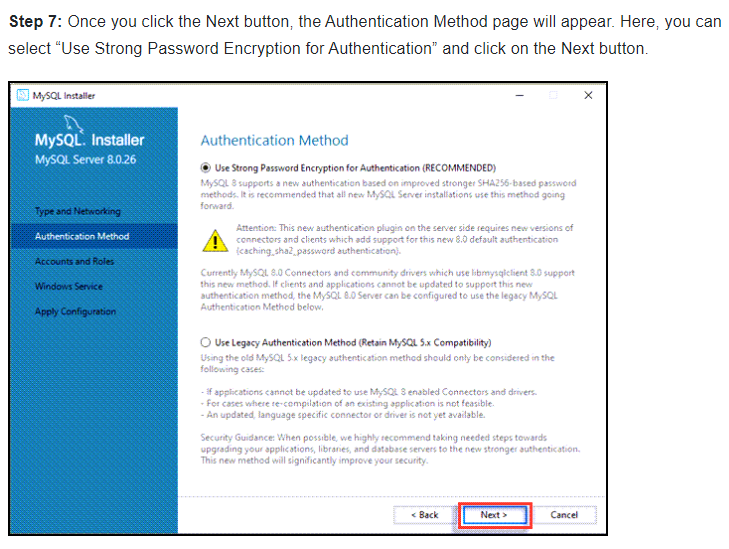 Step 7: Once you click the Next button, the Authentication Method page will appear. Here, you can
select “Use Strong Password Encryption for Authentication” and click on the Next button.
MySQL Installer
MySQL. Installer
MySQL Server 8.0.26
Type and Networking
Authentication Method
Accounts and Roles
Windows Service
Apply Configuration
Authentication Method
Use Strong Password Encryption for Authentication (RECOMMENDED)
MySQL 8 supports a new authentication based on improved stronger SHA256-based password
methods. It is recommended that all new MySQL Server installations use this method going
forward.
Attention: This new authentication plugin on the server side requires new versions of
connectors and clients which add support for this new 8.0 default authentication
(caching_sha2_password authentication).
Currently MySQL 8.0 Connectors and community drivers which use libmysqlclient 8.0 support
this new method. If clients and applications cannot be updated to support this new
authentication method, the MySQL 8.0 Server can be configured to use the legacy MySQL
Authentication Method below.
Use Legacy Authentication Method (Retain MySQL 5.x Compatibility)
Using the old MySQL 5.x legacy authentication method should only be considered in the
following cases:
- If applications cannot be updated to use MySQL 8 enabled Connectors and drivers.
- For cases where re-compilation of an existing application is not feasible.
- An updated, language specific connector or driver is not yet available.
Security Guidance: When possible, we highly recommend taking needed steps towards
upgrading your applications, libraries, and database servers to the new stronger authentication.
This new method will significantly improve your security.
< Back
Next >
Cancel